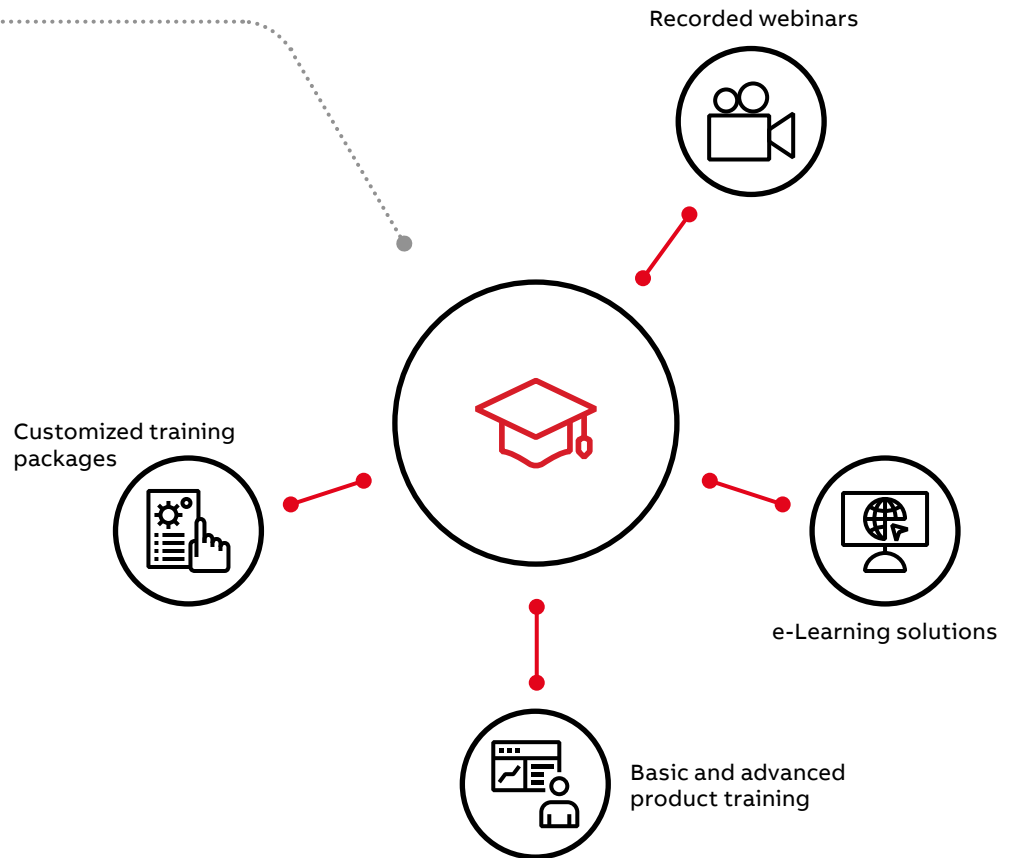 Recorded webinars
Customized training
packages
e-Learning solutions
Basic and advanced
product training